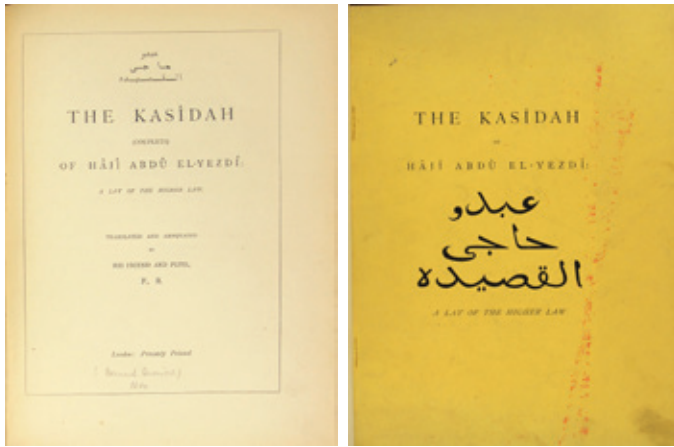 حاجى
THE KASÎDAH
(COMPLETE)
OF HÂJÎ ABDÛ EL-YEZDÎ:
A LAY OF THE HIGHER LAW.
TRANSLATED AND ANNOTATED
BY
HIS FRIEND AND PUPIL,
F. B.
London: Privately Printed
THE KASÎDAH
OF
HÂJÎ ABDÛ EL-YEZDÎ:
عبدو
حاجى
القصيده
A LAY OF THE HIGHER LAW